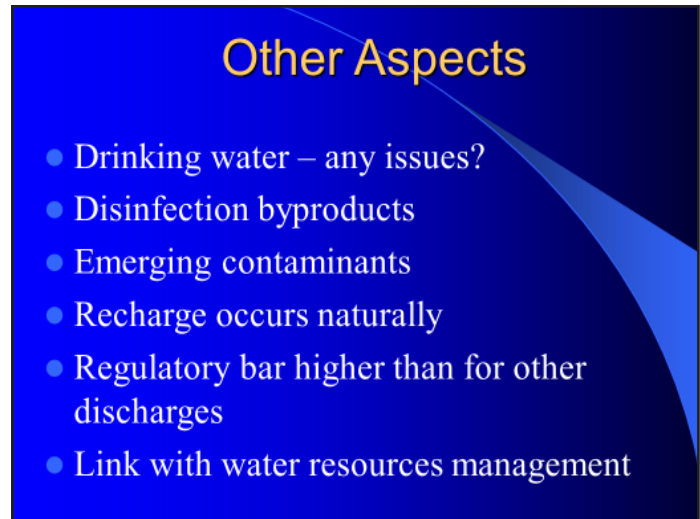 Other Aspects
Drinking water – any issues?
Disinfection byproducts
Emerging contaminants
Recharge occurs naturally
Regulatory bar higher than for other
discharges
Link with water resources management